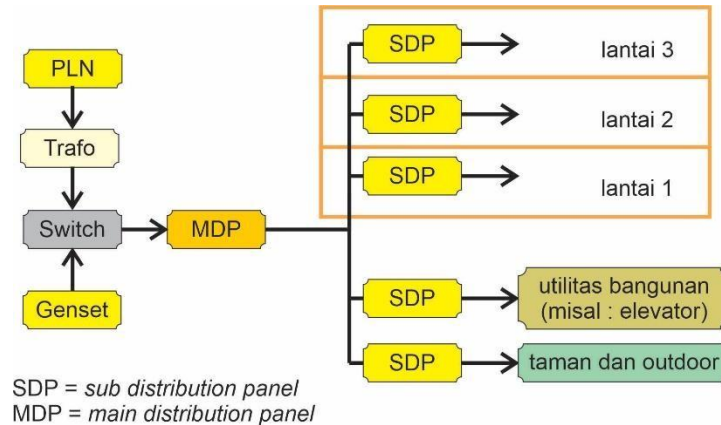 PLN
Trafo
Switch
Genset
MDP
SDP
lantai 3
SDP
lantai 2
SDP
lantai 1
SDP
utilitas bangunan
(misal : elevator)
SDP
taman dan outdoor
SDP = sub distribution panel
MDP = main distribution panel